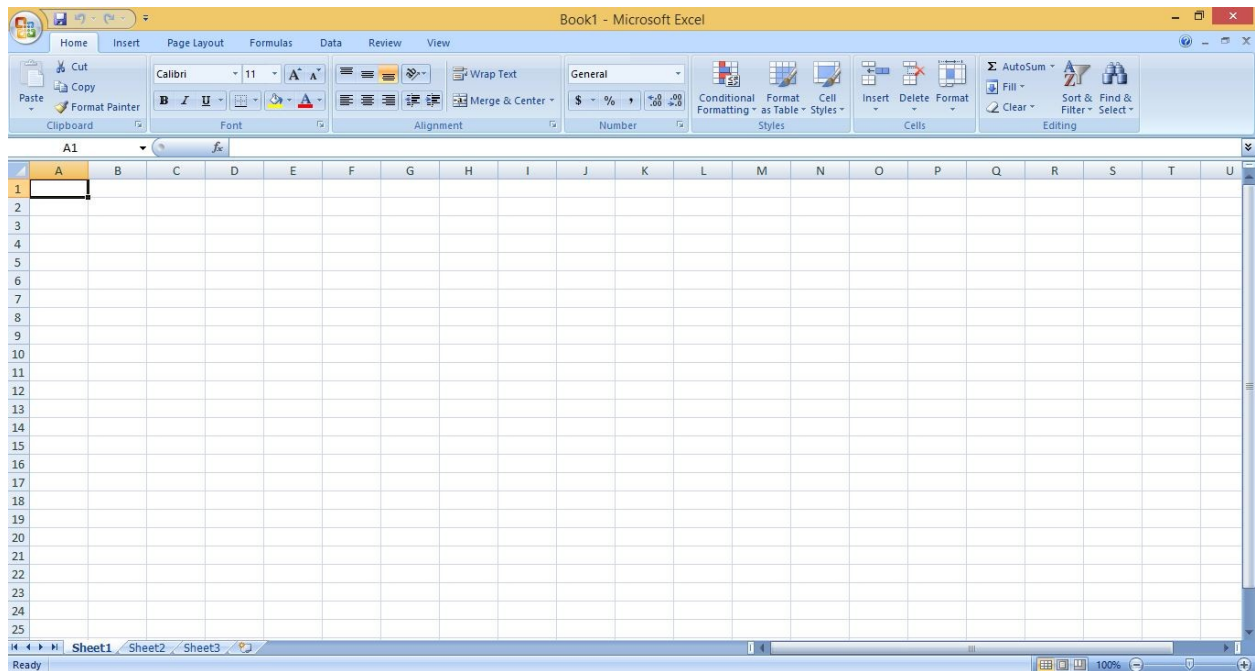 Book1 - Microsoft Excel
Home Insert Page Layout Formulas Data Review View
Paste
Cut
Copy
Format Painter
Clipboard
Calibri 11 A A
B I U A
Font
Wrap Text
Merge & Center
Alignment
General
$ % , .0 .00 .00 .0
Number
Conditional Formatting
Format as Table
Cell Styles
Styles
Insert Delete Format
Cells
Σ AutoSum
Fill
Clear
Sort & Filter
Find & Select
Editing
A1 fx
A B C D E F G H I J K L M N O P Q R S T U
1
2
3
4
5
6
7
8
9
10
11
12
13
14
15
16
17
18
19
20
21
22
23
24
25
Sheet1 Sheet2 Sheet3
Ready 100%